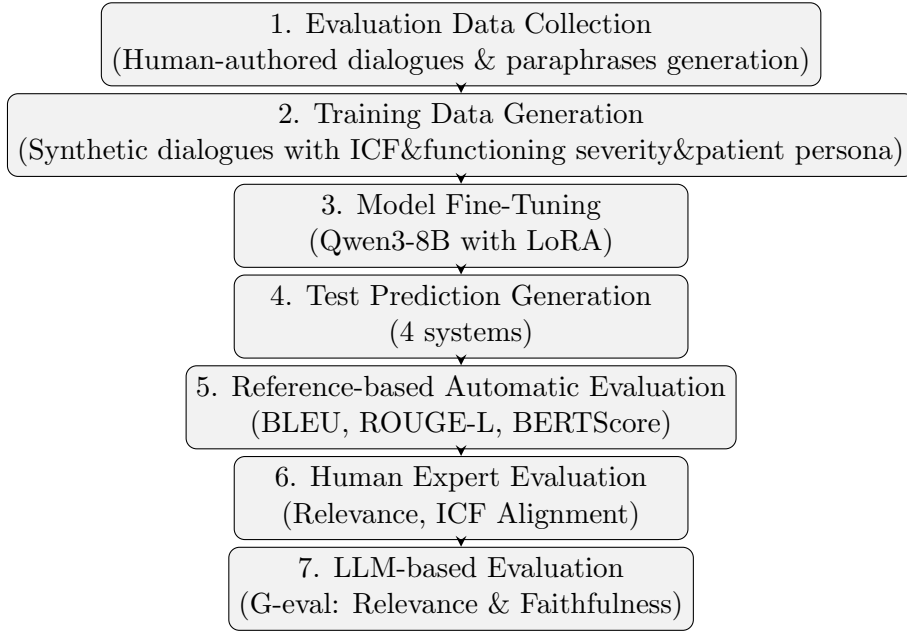 1. Evaluation Data Collection
(Human-authored dialogues & paraphrases generation)
2. Training Data Generation
(Synthetic dialogues with ICF&functioning severity&patient persona)
3. Model Fine-Tuning
(Qwen3-8B with LoRA)
4. Test Prediction Generation
(4 systems)
5. Reference-based Automatic Evaluation
(BLEU, ROUGE-L, BERTScore)
6. Human Expert Evaluation
(Relevance, ICF Alignment)
7. LLM-based Evaluation
(G-eval: Relevance & Faithfulness)